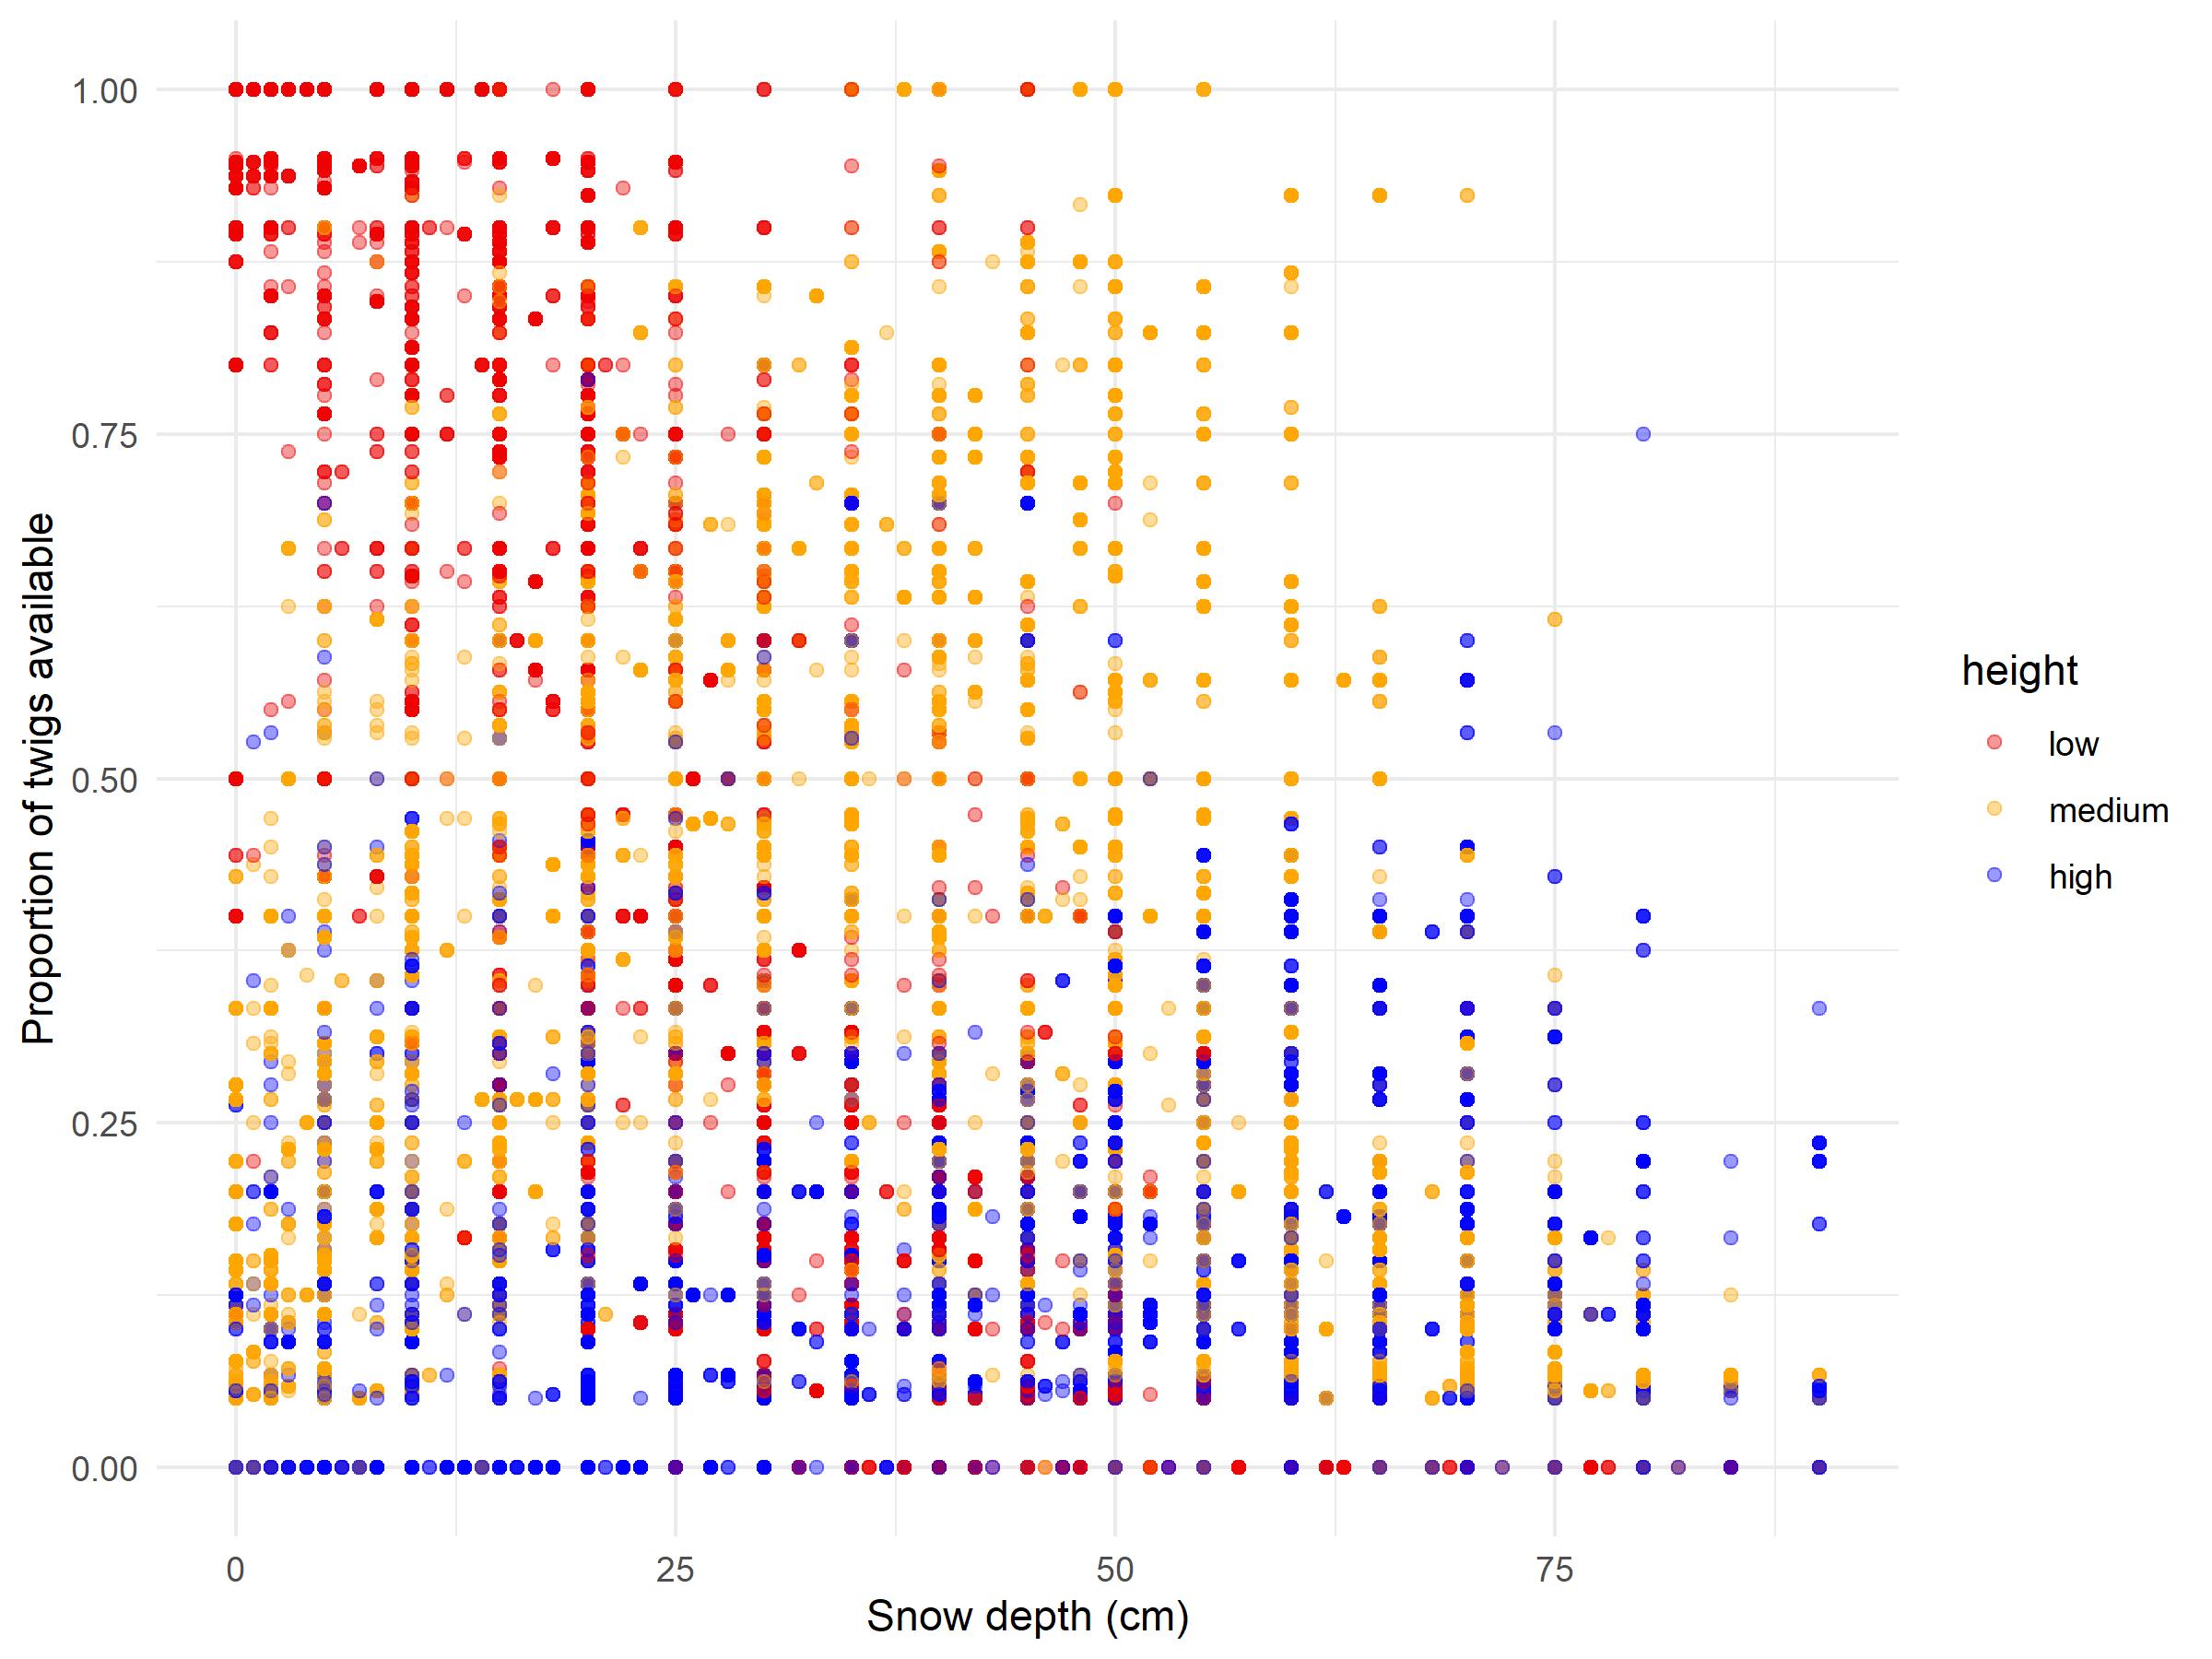 1.00
0.75
0.50
0.25
0.00
Proportion of twigs available
0
25
50
75
Snow depth (cm)
height
low
medium
high